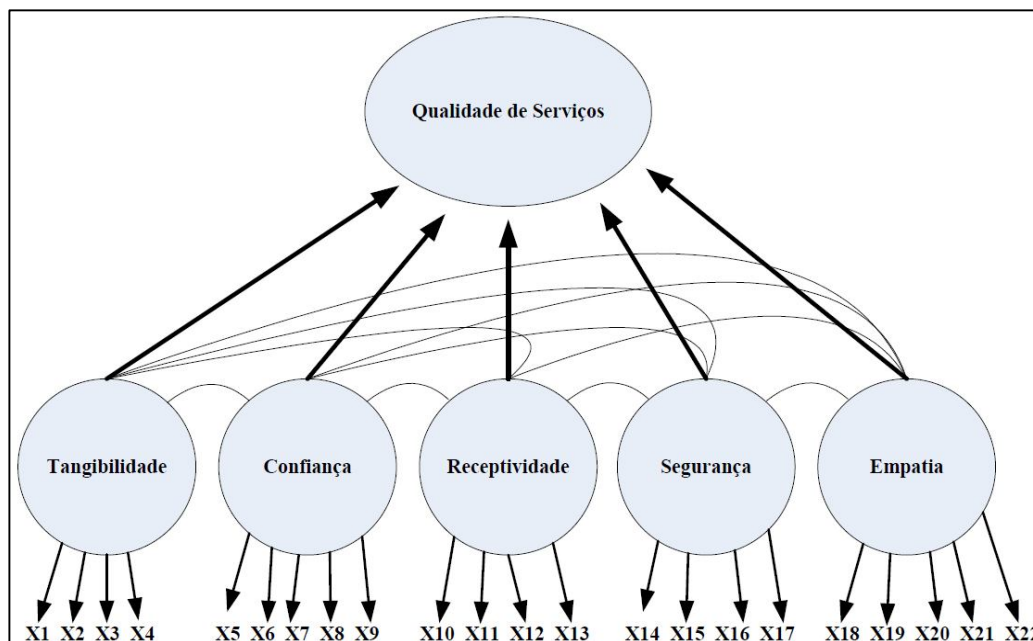 Qualidade de Serviços
Tangibilidade Confiança Receptividade Segurança Empatia
X1 X2 X3 X4 X5 X6 X7 X8 X9 X10 X11 X12 X13 X14 X15 X16 X17 X18 X19 X20 X21